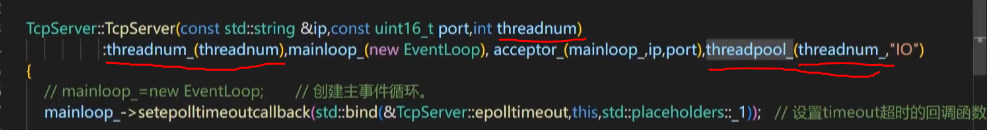 TcpServer::TcpServer(const std::string &ip,const uint16_t port,int threadnum)
:threadnum_(threadnum),mainloop_(new EventLoop), acceptor_(mainloop_,ip,port),threadpool_(threadnum_,"IO")
{
// mainloop_=new EventLoop; // 创建主事件循环。
mainloop_->setepolltimeoutcallback(std::bind(&TcpServer::epolltimeout,this,std::placeholders::_1)); // 设置timeout超时的回调函数